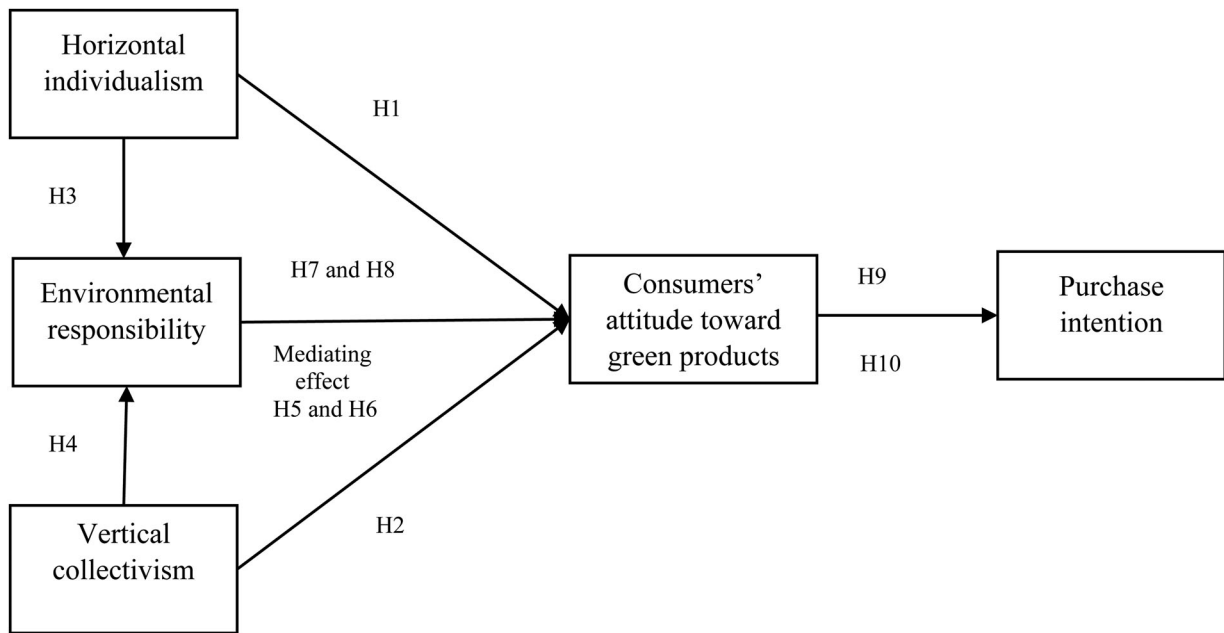 Horizontal
individualism
H1
H3
H7 and H8
Environmental
responsibility
Consumers’
attitude toward
green products
H9
Purchase
intention
Mediating
effect
H5 and H6
H10
H4
Vertical
collectivism
H2